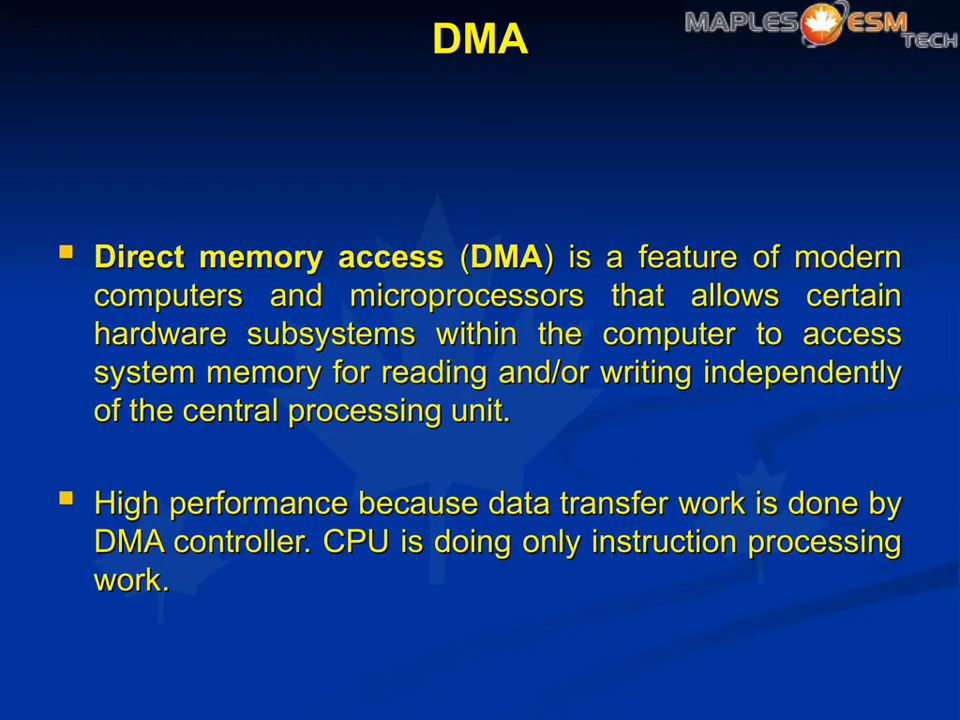 DMA
MAPLES ESM
TECH
Direct memory access (DMA) is a feature of modern
computers and microprocessors that allows certain
hardware subsystems within the computer to access
system memory for reading and/or writing independently
of the central processing unit.
High performance because data transfer work is done by
DMA controller. CPU is doing only instruction processing
work.